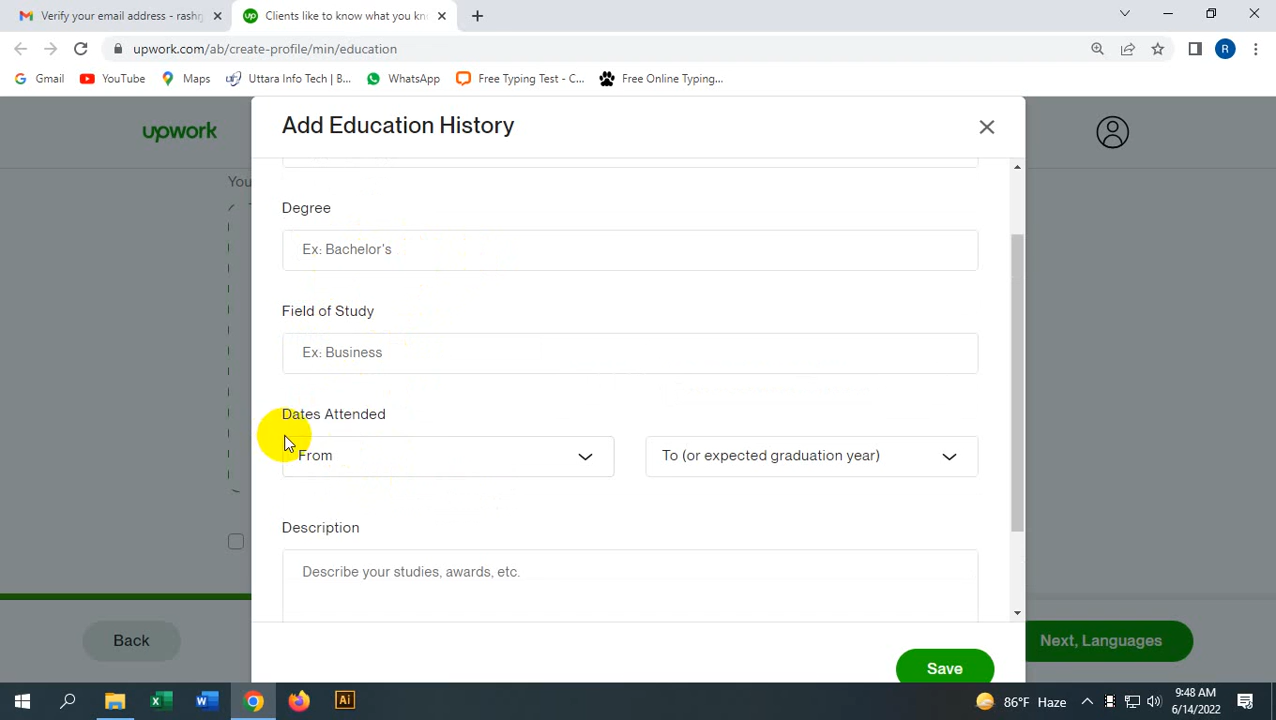 Verify your email address - rashr
Clients like to know what you kn
upwork.com/ab/create-profile/min/education
R
Gmail
YouTube
Maps
Uttara Info Tech | B...
WhatsApp
Free Typing Test - C...
Free Online Typing...
upwork
Add Education History
You
Degree
Ex: Bachelor's
Field of Study
Ex: Business
Dates Attended
From
To (or expected graduation year)
Description
Describe your studies, awards, etc.
Back
Next, Languages
Save
86°F Haze
9:48 AM
6/14/2022